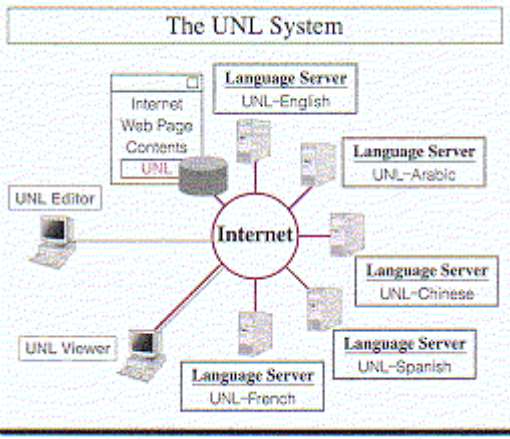 The UNL System
Internet
Web Page
Contents
UNL
Language Server
UNL-English
Language Server
UNL-Arabic
UNL Editor
Internet
Language Server
UNL-Chinese
UNL Viewer
Language Server
UNL-Spanish
Language Server
UNL-French